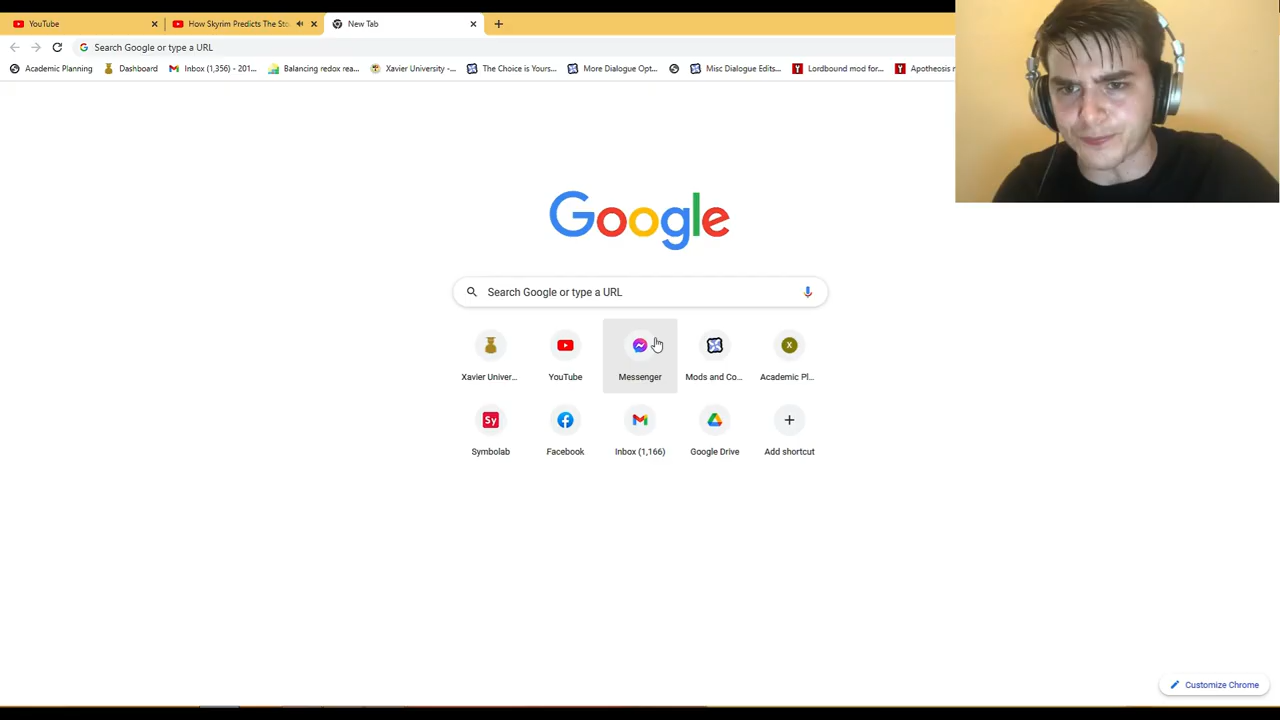 YouTube
How Skyrim Predicts The Sto
New Tab
Search Google or type a URL
Academic Planning
Dashboard
Inbox (1,356) - 201...
Balancing redox rea...
Xavier University -...
The Choice is Yours...
More Dialogue Opt...
Misc Dialogue Edits...
Lordbound mod for...
Apotheosis
Google
Search Google or type a URL
Xavier Univer...
YouTube
Messenger
Mods and Co...
X
Academic Pl...
Sy
Symbolab
Facebook
Inbox (1,166)
Google Drive
Add shortcut
Customize Chrome